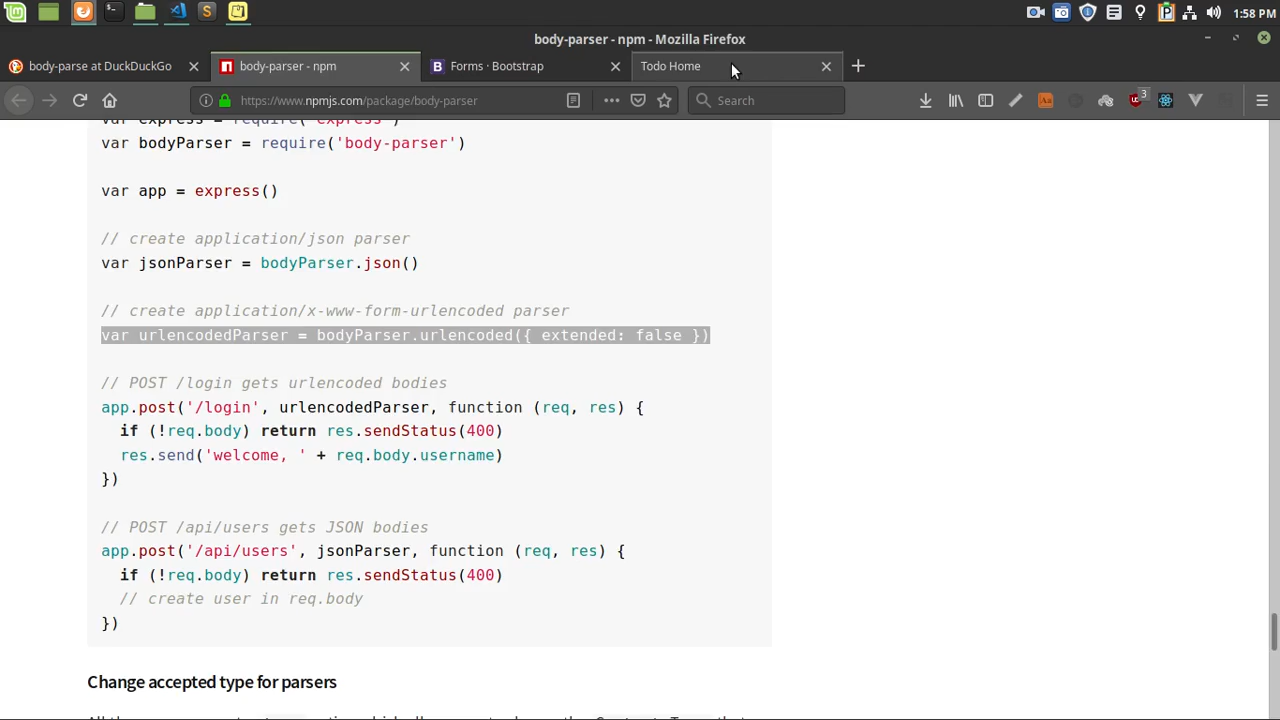 1:58 PM
body-parser - npm - Mozilla Firefox
body-parse at DuckDuckGo
body-parser - npm
Forms · Bootstrap
Todo Home
https://www.npmjs.com/package/body-parser
Search
3
var express = require('express')
var bodyParser = require('body-parser')
var app = express()
// create application/json parser
var jsonParser = bodyParser.json()
// create application/x-www-form-urlencoded parser
var urlencodedParser = bodyParser.urlencoded({ extended: false })
// POST /login gets urlencoded bodies
app.post('/login', urlencodedParser, function (req, res) {
if (!req.body) return res.sendStatus(400)
res.send('welcome, ' + req.body.username)
})
// POST /api/users gets JSON bodies
app.post('/api/users', jsonParser, function (req, res) {
if (!req.body) return res.sendStatus(400)
// create user in req.body
})
Change accepted type for parsers